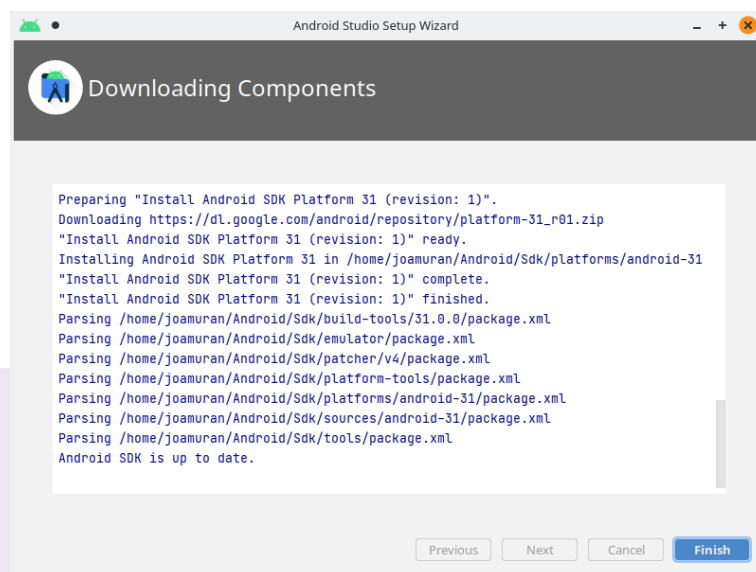 Android Studio Setup Wizard
Downloading Components
Preparing "Install Android SDK Platform 31 (revision: 1)".
Downloading https://dl.google.com/android/repository/platform-31_r01.zip
"Install Android SDK Platform 31 (revision: 1)" ready.
Installing Android SDK Platform 31 in /home/joamuran/Android/Sdk/platforms/android-31
"Install Android SDK Platform 31 (revision: 1)" complete.
"Install Android SDK Platform 31 (revision: 1)" finished.
Parsing /home/joamuran/Android/Sdk/build-tools/31.0.0/package.xml
Parsing /home/joamuran/Android/Sdk/emulator/package.xml
Parsing /home/joamuran/Android/Sdk/patcher/v4/package.xml
Parsing /home/joamuran/Android/Sdk/platform-tools/package.xml
Parsing /home/joamuran/Android/Sdk/platforms/android-31/package.xml
Parsing /home/joamuran/Android/Sdk/sources/android-31/package.xml
Parsing /home/joamuran/Android/Sdk/tools/package.xml
Android SDK is up to date.
Previous Next Cancel Finish